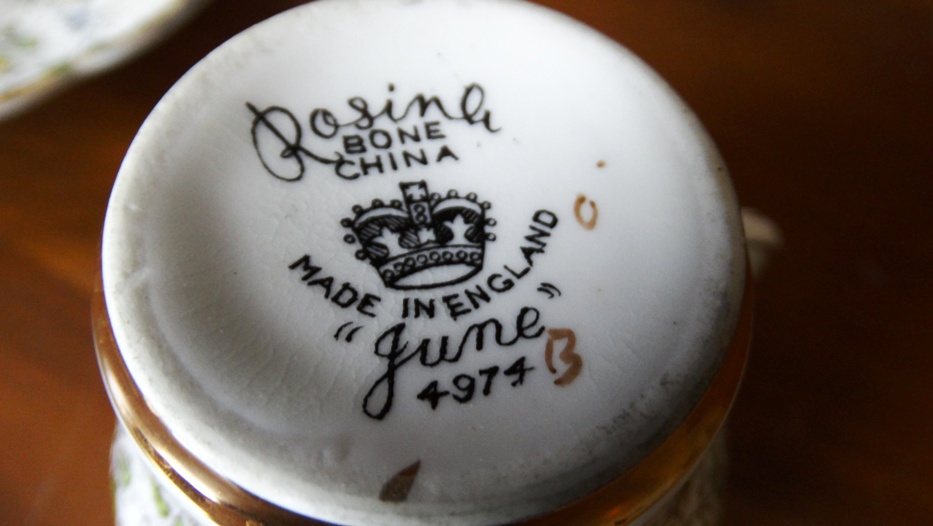 Rosina
BONE
CHINA
MADE IN ENGLAND
"June"
4974 B
C